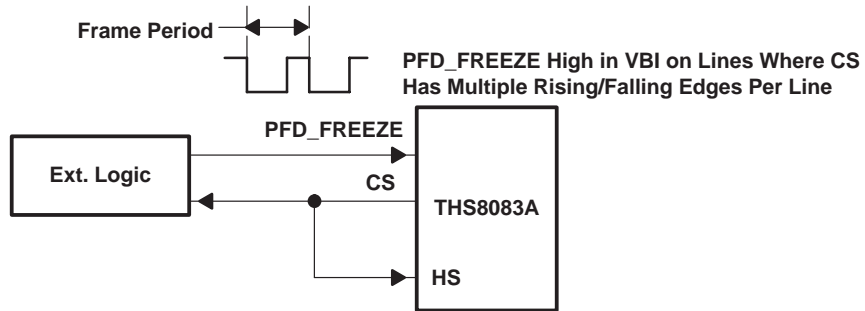 Frame Period
PFD_FREEZE High in VBI on Lines Where CS
Has Multiple Rising/Falling Edges Per Line
PFD_FREEZE
Ext. Logic
CS
THS8083A
HS